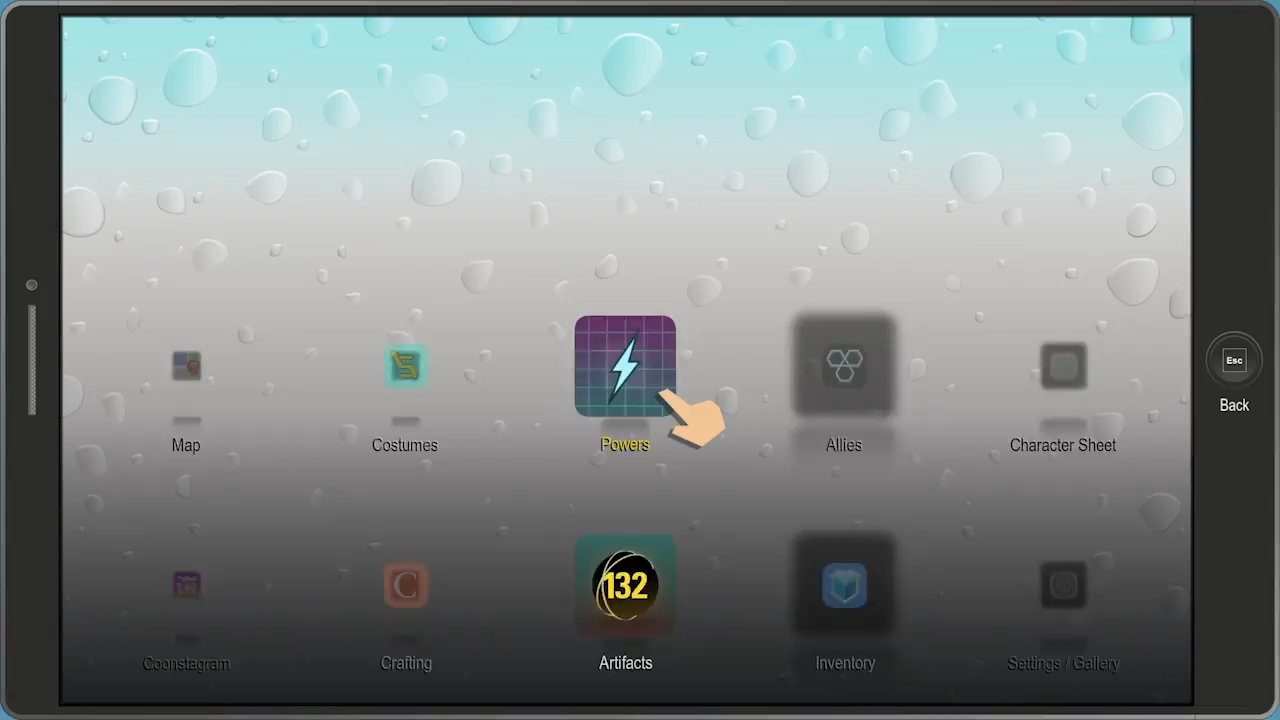 Esc
Back
Map
Costumes
Powers
Allies
Character Sheet
C
132
Coonstagram
Crafting
Artifacts
Inventory
Settings / Gallery